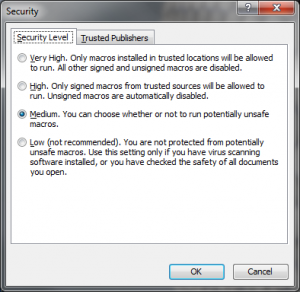 Security
Security Level
Trusted Publishers
Very High. Only macros installed in trusted locations will be allowed
to run. All other signed and unsigned macros are disabled.
High. Only signed macros from trusted sources will be allowed to
run. Unsigned macros are automatically disabled.
Medium. You can choose whether or not to run potentially unsafe
macros.
Low (not recommended). You are not protected from potentially
unsafe macros. Use this setting only if you have virus scanning
software installed, or you have checked the safety of all documents
you open.
OK
Cancel